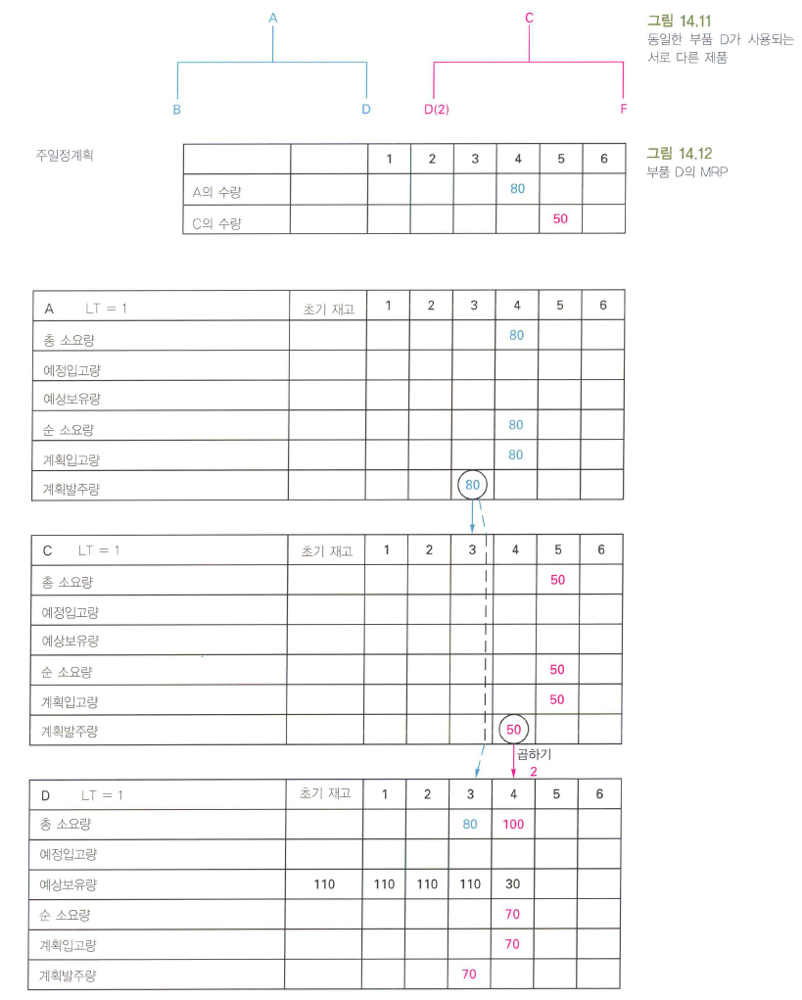 A
C
B
D
D(2)
F
그림 14.11
동일한 부품 D가 사용되는
서로 다른 제품
주일정계획
1 2 3 4 5 6
A의 수량 80
C의 수량 50
그림 14.12
부품 D의 MRP
A LT = 1 초기 재고 1 2 3 4 5 6
총 소요량 80
예정입고량
예상보유량
순 소요량 80
계획입고량 80
계획발주량 80
C LT = 1 초기 재고 1 2 3 4 5 6
총 소요량 50
예정입고량
예상보유량
순 소요량 50
계획입고량 50
계획발주량 50
곱하기
2
D LT = 1 초기 재고 1 2 3 4 5 6
총 소요량 80 100
예정입고량
예상보유량 110 110 110 110 30
순 소요량 70
계획입고량 70
계획발주량 70